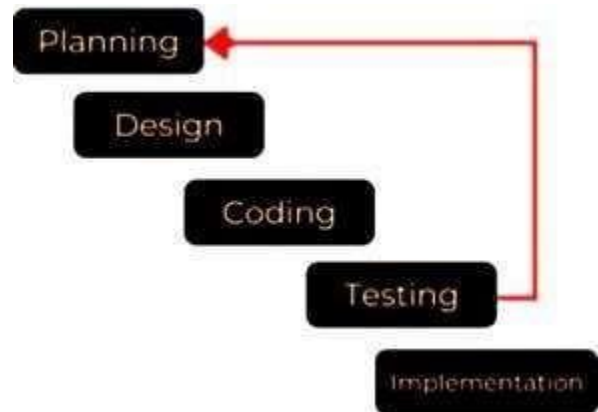 Planning
Design
Coding
Testing
Implementation